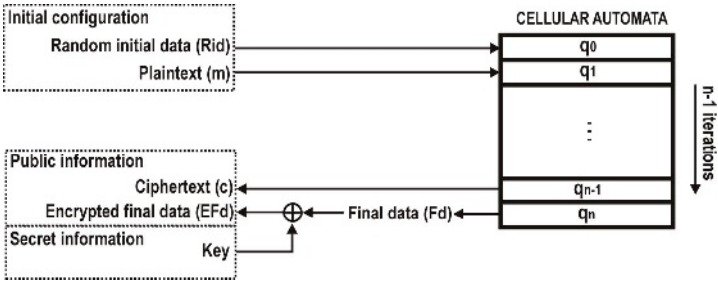 Initial configuration
Random initial data (Rid)
Plaintext (m)
CELLULAR AUTOMATA
q0
q1
⋮
n-1 iterations
Public information
Ciphertext (c)
qn-1
Encrypted final data (EFd)
Final data (Fd)
qn
Secret information
Key